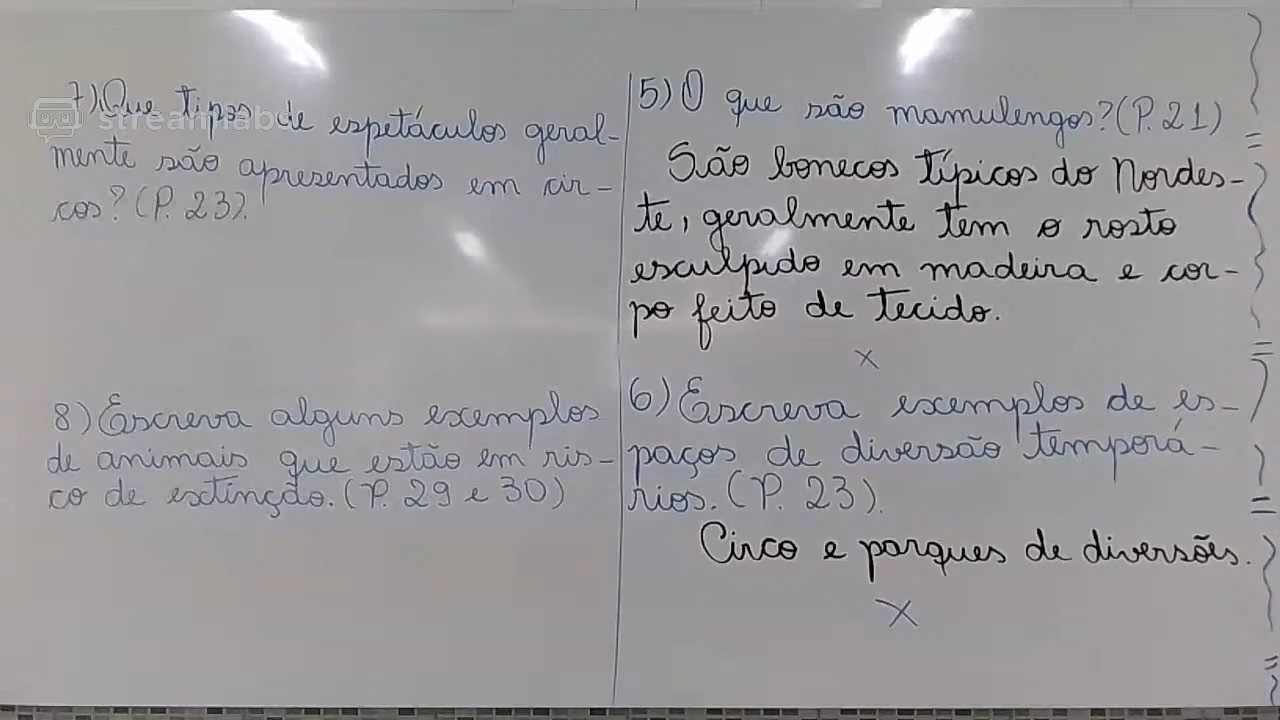 7) Que tipos de espetáculos geral-
mente são apresentados em cir-
cos? (P. 23).
8) Escreva alguns exemplos
de animais que estão em ris-
co de extinção. (P. 29 e 30)
5) O que são mamulengos? (P. 21)
São bonecos típicos do Nordes-
te, geralmente tem o rosto
esculpido em madeira e cor-
po feito de tecido.
x
6) Escreva exemplos de es-
paços de diversão temporá-
rios. (P. 23).
Circo e parques de diversões.
X
streamlabs